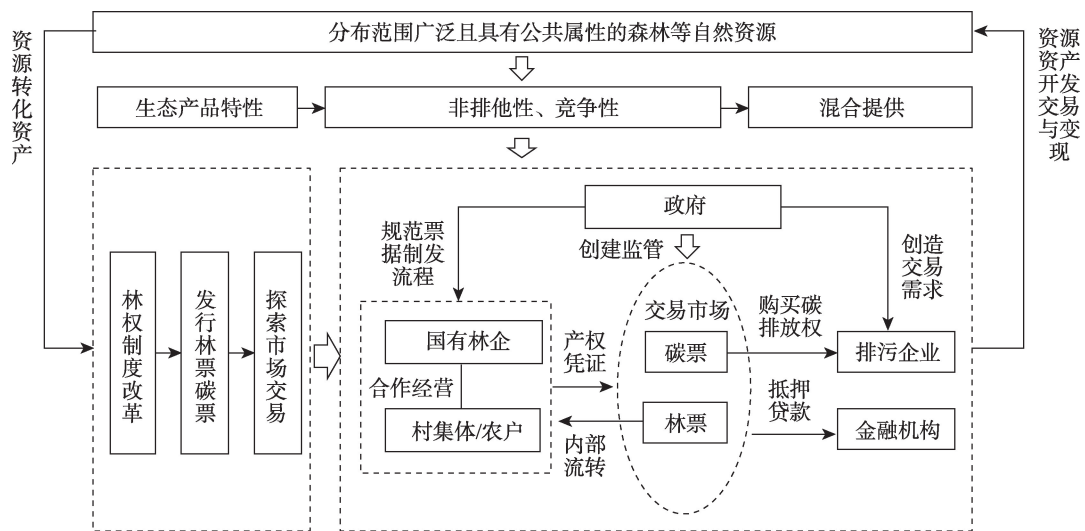 分布范围广泛且具有公共属性的森林等自然资源
资源转化资产
资源
资产
开发
交易
与变
现
生态产品特性
非排他性、竞争性
混合提供
政府
规范票
据制发
流程
创建监管
创造
交易
需求
林权制度改革
发行林票碳票
探索市场交易
国有林企
合作经营
村集体/农户
产权
凭证
内部
流转
交易市场
碳票
林票
购买碳
排放权
抵押
贷款
排污企业
金融机构